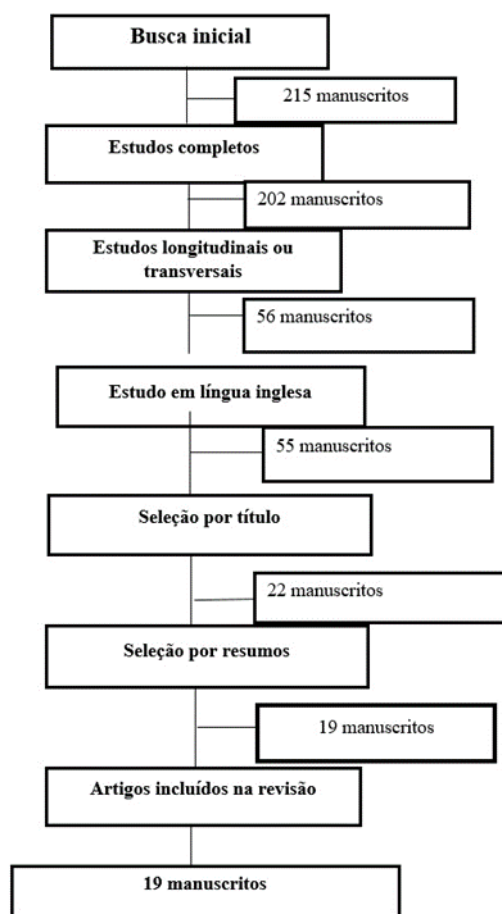 Busca inicial
215 manuscritos
Estudos completos
202 manuscritos
Estudos longitudinais ou
transversais
56 manuscritos
Estudo em língua inglesa
55 manuscritos
Seleção por título
22 manuscritos
Seleção por resumos
19 manuscritos
Artigos incluídos na revisão
19 manuscritos